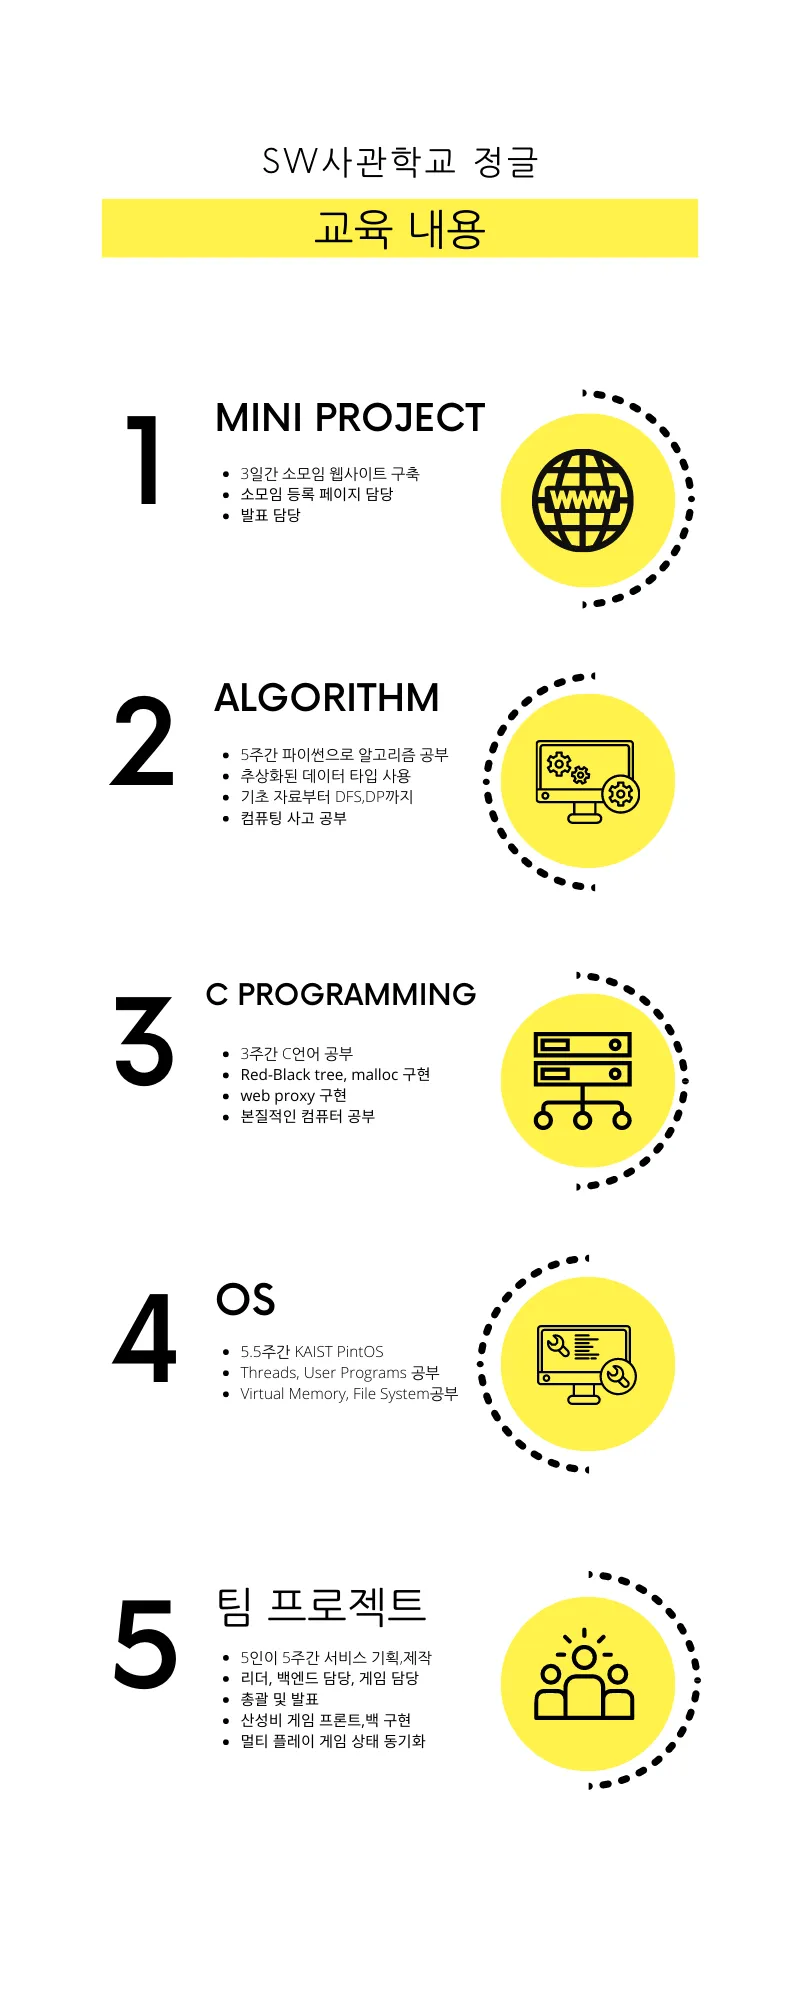 SW사관학교 정글
교육 내용
1
MINI PROJECT
• 3일간 소모임 웹사이트 구축
• 소모임 등록 페이지 담당
• 발표 담당
WWW
2
ALGORITHM
• 5주간 파이썬으로 알고리즘 공부
• 추상화된 데이터 타입 사용
• 기초 자료부터 DFS,DP까지
• 컴퓨팅 사고 공부
3
C PROGRAMMING
• 3주간 C언어 공부
• Red-Black tree, malloc 구현
• web proxy 구현
• 본질적인 컴퓨터 공부
4
OS
• 5.5주간 KAIST PintOS
• Threads, User Programs 공부
• Virtual Memory, File System공부
5
팀 프로젝트
• 5인이 5주간 서비스 기획,제작
• 리더, 백엔드 담당, 게임 담당
• 총괄 및 발표
• 산성비 게임 프론트,백 구현
• 멀티 플레이 게임 상태 동기화